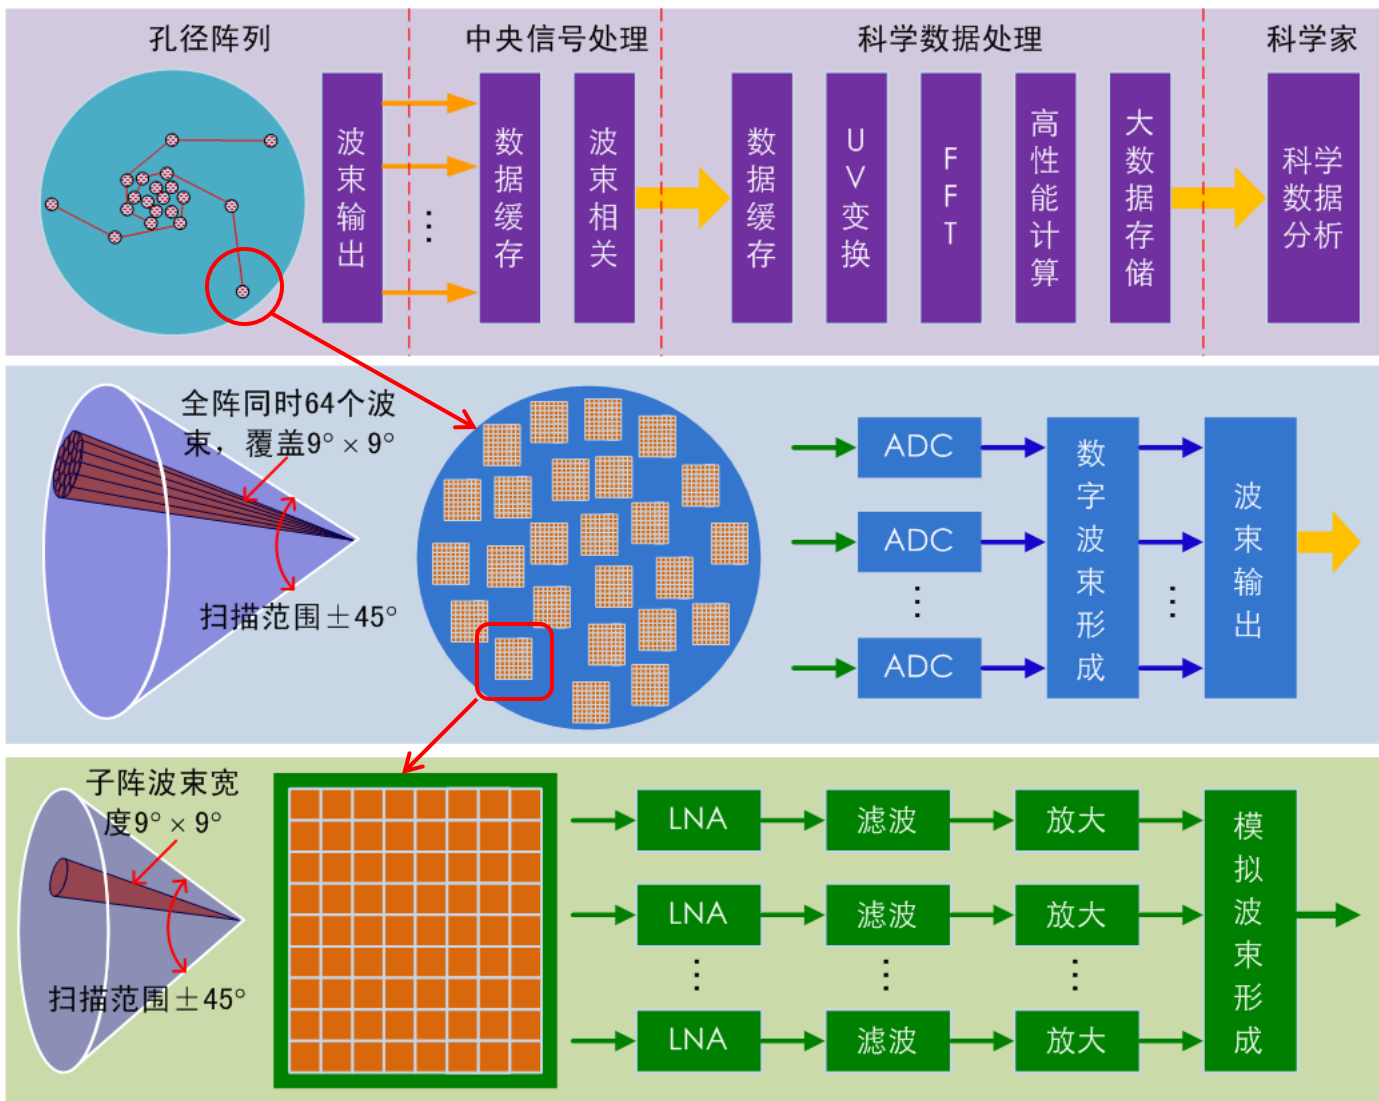 孔径阵列
中央信号处理
科学数据处理
科学家
波束输出
数据缓存
波束相关
数据缓存
UV变换
FFT
高性能计算
大数据存储
科学
数据
分析
全阵同时64个波
束，覆盖9°×9°
扫描范围±45°
ADC
ADC
ADC
数字波束形成
波束输出
子阵波束宽
度9°×9°
扫描范围±45°
LNA
滤波
放大
LNA
滤波
放大
LNA
滤波
放大
模拟波束形成